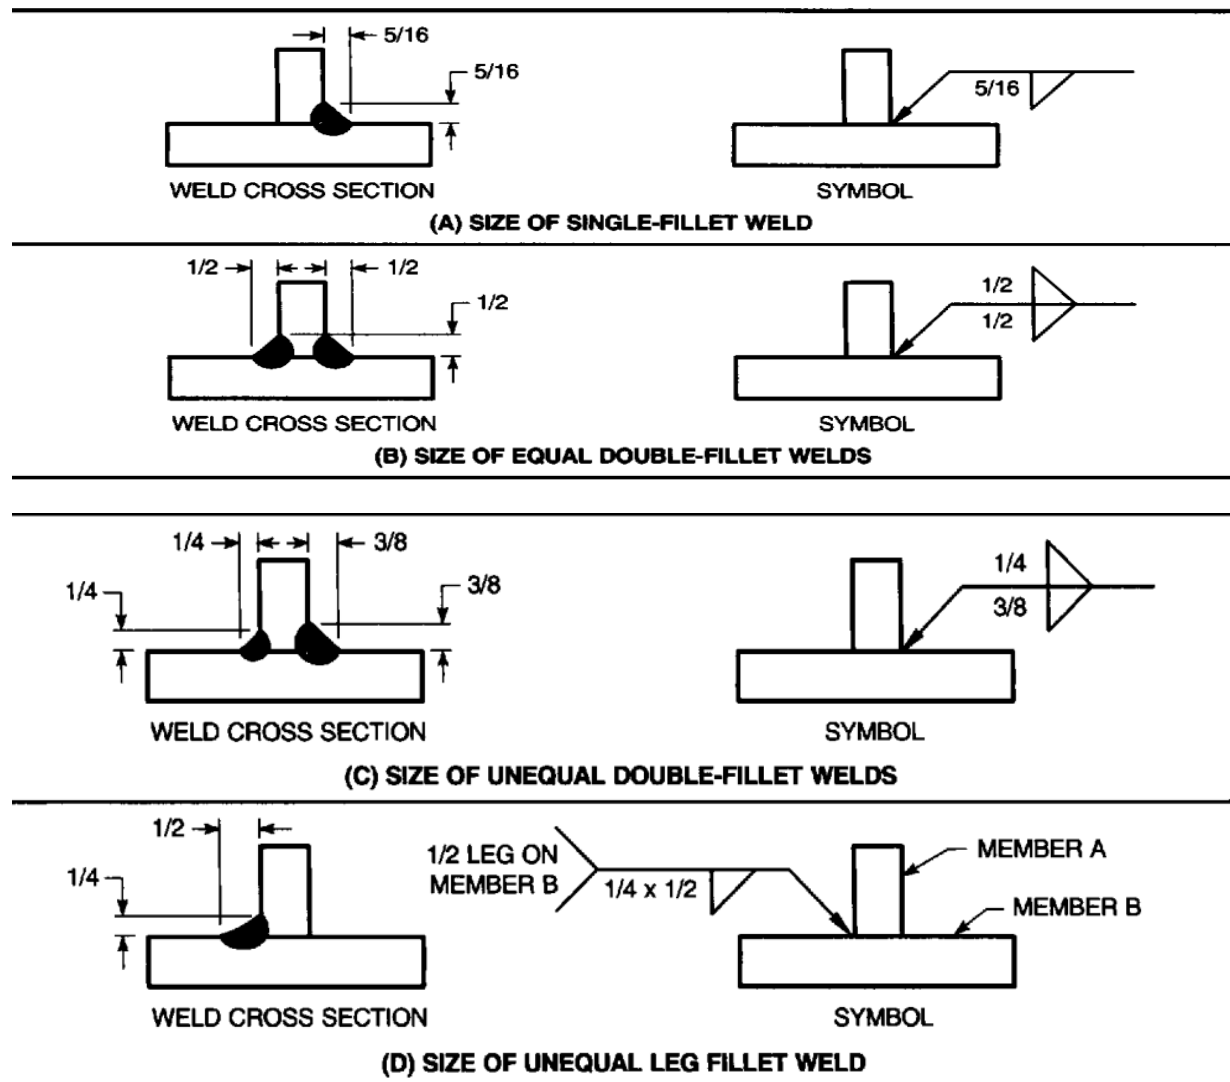 5/16
5/16
5/16
WELD CROSS SECTION
SYMBOL
(A) SIZE OF SINGLE-FILLET WELD
1/2
1/2
1/2
1/2
1/2
WELD CROSS SECTION
SYMBOL
(B) SIZE OF EQUAL DOUBLE-FILLET WELDS
1/4
3/8
1/4
3/8
1/4
3/8
WELD CROSS SECTION
SYMBOL
(C) SIZE OF UNEQUAL DOUBLE-FILLET WELDS
1/2
1/4
1/2 LEG ON
MEMBER B
1/4 x 1/2
MEMBER A
MEMBER B
WELD CROSS SECTION
SYMBOL
(D) SIZE OF UNEQUAL LEG FILLET WELD